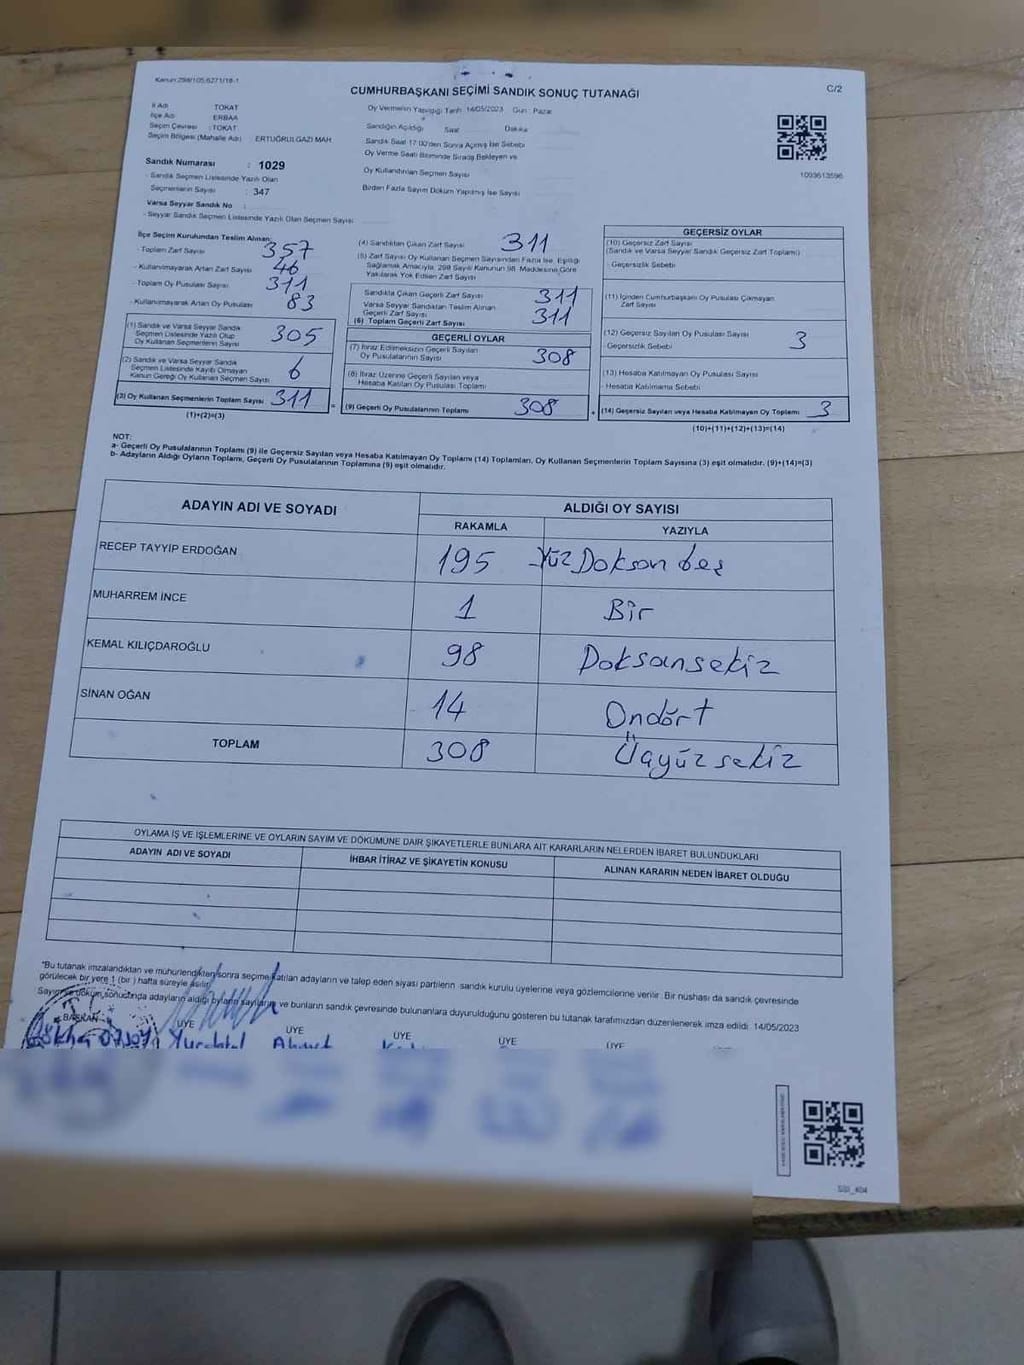 Kanun:298/105,6271/18-1
CUMHURBAŞKANI SEÇİMİ SANDIK SONUÇ TUTANAĞI
C/2
İl Adı TOKAT
İlçe Adı ERBAA
Seçim Çevresi : TOKAT
Seçim Bölgesi (Mahalle Adı) : ERTUĞRULGAZİ MAH
Oy Vermenin Yapıldığı Tarih 14/05/2023 Gün : Pazar
Sandığın Açıldığı Saat Dakika
Sandık Saat 17:00'den Sonra Açılmış İse Sebebi
Oy Verme Saati Bitiminde Sırada Bekleyen ve
Oy Kullandırılan Seçmen Sayısı
Birden Fazla Sayım Döküm Yapılmış İse Sayısı
1093613596
Sandık Numarası : 1029
- Sandık Seçmen Listesinde Yazılı Olan
Seçmenlerin Sayısı : 347
Varsa Seyyar Sandık No :
- Seyyar Sandık Seçmen Listesinde Yazılı Olan Seçmen Sayısı
İlçe Seçim Kurulundan Teslim Alınan:
- Toplam Zarf Sayısı 357
- Kullanılmayarak Artan Zarf Sayısı 46
- Toplam Oy Pusulası Sayısı 311
- Kullanılmayarak Artan Oy Pusulası 83
(1) Sandık ve Varsa Seyyar Sandık
Seçmen Listesinde Yazılı Olup
Oy Kullanan Seçmenlerin Sayısı 305
(2) Sandık ve Varsa Seyyar Sandık
Seçmen Listesinde Kayıtlı Olmayan
Kanun Gereği Oy Kullanan Seçmen Sayısı 6
(3) Oy Kullanan Seçmenlerin Toplam Sayısı 311
(1)+(2)=(3)
(4) Sandıktan Çıkan Zarf Sayısı 311
(5) Zarf Sayısı Oy Kullanan Seçmen Sayısından Fazla İse, Eşitliği
Sağlamak Amacıyla, 298 Sayılı Kanunun 98. Maddesine Göre
Yakılarak Yok Edilen Zarf Sayısı
Sandıkta Çıkan Geçerli Zarf Sayısı 311
Varsa Seyyar Sandıktan Teslim Alınan
Geçerli Zarf Sayısı
(6) Toplam Geçerli Zarf Sayısı 311
GEÇERLİ OYLAR
(7) İtiraz Edilmeksizin Geçerli Sayılan
Oy Pusulalarının Sayısı 308
(8) İtiraz Üzerine Geçerli Sayılan veya
Hesaba Katılan Oy Pusulası Toplamı
(9) Geçerli Oy Pusulalarının Toplamı 308
GEÇERSİZ OYLAR
(10) Geçersiz Zarf Sayısı
(Sandık ve Varsa Seyyar Sandık Geçersiz Zarf Toplamı)
- Geçersizlik Sebebi
(11) İçinden Cumhurbaşkanı Oy Pusulası Çıkmayan
Zarf Sayısı
(12) Geçersiz Sayılan Oy Pusulası Sayısı 3
- Geçersizlik Sebebi
(13) Hesaba Katılmayan Oy Pusulası Sayısı
- Hesaba Katılmama Sebebi
(14) Geçersiz Sayılan veya Hesaba Katılmayan Oy Toplamı 3
(10)+(11)+(12)+(13)=(14)
NOT:
a- Geçerli Oy Pusulalarının Toplamı (9) ile Geçersiz Sayılan veya Hesaba Katılmayan Oy Toplamı (14) Toplamları, Oy Kullanan Seçmenlerin Toplam Sayısına (3) eşit olmalıdır. (9)+(14)=(3)
b- Adayların Aldığı Oyların Toplamı, Geçerli Oy Pusulalarının Toplamına (9) eşit olmalıdır.
ADAYIN ADI VE SOYADI ALDIĞI OY SAYISI
RAKAMLA YAZIYLA
RECEP TAYYİP ERDOĞAN 195 Yüz Doksan beş
MUHARREM İNCE 1 Bir
KEMAL KILIÇDAROĞLU 98 Doksansekiz
SİNAN OĞAN 14 Ondört
TOPLAM 308 Üçyüzsekiz
OYLAMA İŞ VE İŞLEMLERİNE VE OYLARIN SAYIM VE DÖKÜMÜNE DAİR ŞİKAYETLERLE BUNLARA AİT KARARLARIN NELERDEN İBARET BULUNDUKLARI
ADAYIN ADI VE SOYADI İHBAR İTİRAZ VE ŞİKAYETİN KONUSU ALINAN KARARIN NEDEN İBARET OLDUĞU
*Bu tutanak imzalandıktan ve mühürlendikten sonra seçime katılan adayların ve talep eden siyasi partilerin sandık kurulu üyelerine veya gözlemcilerine verilir. Bir nüshası da sandık çevresinde
görülecek bir yere 1 (bir ) hafta süreyle asılır.
Sayım ve döküm sonucunda adayların aldığı oyların sayılarını ve bunların sandık çevresinde bulunanlara duyurulduğunu gösteren bu tutanak tarafımızdan düzenlenerek imza edildi. 14/05/2023
BAŞKAN ÜYE ÜYE ÜYE ÜYE ÜYE
Ahmet